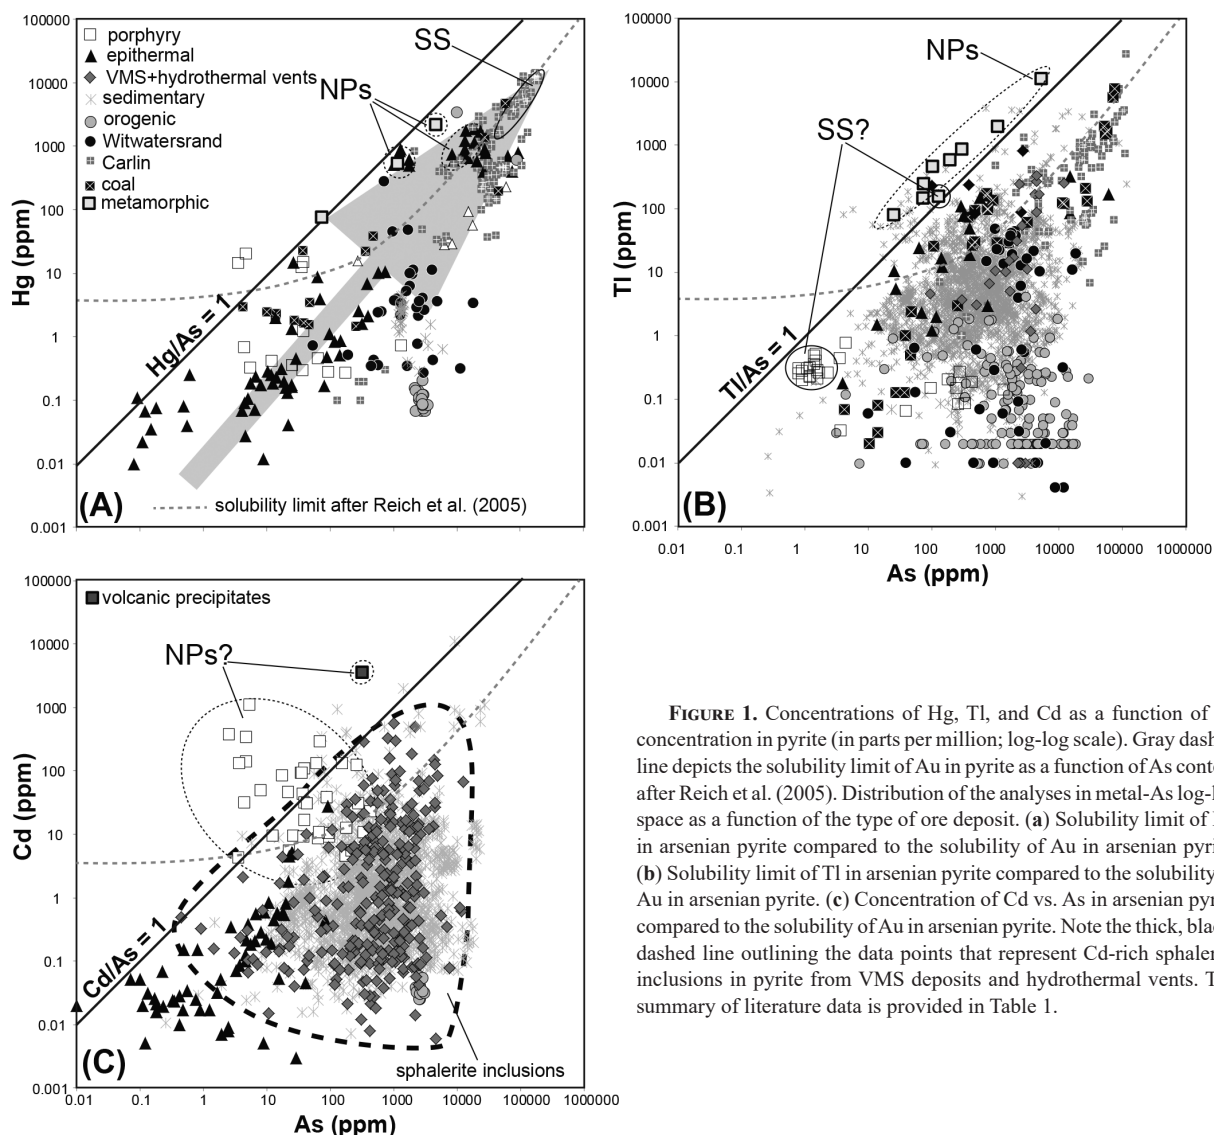 100000
10000
1000
100
10
1
0.1
0.01
0.001
Hg (ppm)
porphyry
epithermal
VMS+hydrothermal vents
sedimentary
orogenic
Witwatersrand
Carlin
coal
metamorphic
SS
NPs
Hg/As = 1
(A)
solubility limit after Reich et al. (2005)
100000
10000
1000
100
10
1
0.1
0.01
0.001
Tl (ppm)
NPs
SS?
Tl/As = 1
(B)
0.01 0.1 1 10 100 1000 10000 100000 1000000
As (ppm)
100000
10000
1000
100
10
1
0.1
0.01
0.001
Cd (ppm)
volcanic precipitates
NPs?
Cd/As = 1
(C)
sphalerite inclusions
0.01 0.1 1 10 100 1000 10000 100000 1000000
As (ppm)
FIGURE 1. Concentrations of Hg, Tl, and Cd as a function of
concentration in pyrite (in parts per million; log-log scale). Gray dash
line depicts the solubility limit of Au in pyrite as a function of As conte
after Reich et al. (2005). Distribution of the analyses in metal-As log-l
space as a function of the type of ore deposit. (a) Solubility limit of
in arsenian pyrite compared to the solubility of Au in arsenian pyri
(b) Solubility limit of Tl in arsenian pyrite compared to the solubility
Au in arsenian pyrite. (c) Concentration of Cd vs. As in arsenian pyr
compared to the solubility of Au in arsenian pyrite. Note the thick, bla
dashed line outlining the data points that represent Cd-rich sphaler
inclusions in pyrite from VMS deposits and hydrothermal vents. T
summary of literature data is provided in Table 1.